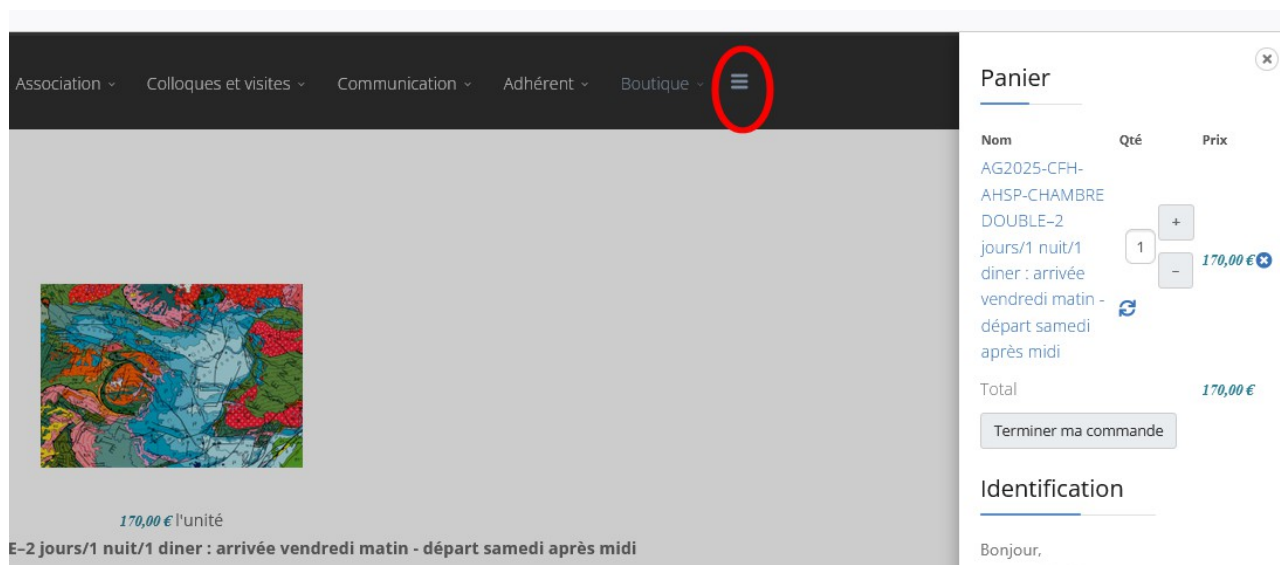 Association
Colloques et visites
Communication
Adhérent
Boutique
Panier
Nom Qté Prix
AG2025-CFH-
AHSP-CHAMBRE
DOUBLE–2
jours/1 nuit/1
diner : arrivée
vendredi matin -
départ samedi
après midi
+
1
−
170,00 €
Total 170,00 €
Terminer ma commande
Identification
Bonjour,
170,00 € l'unité
E–2 jours/1 nuit/1 diner : arrivée vendredi matin - départ samedi après midi